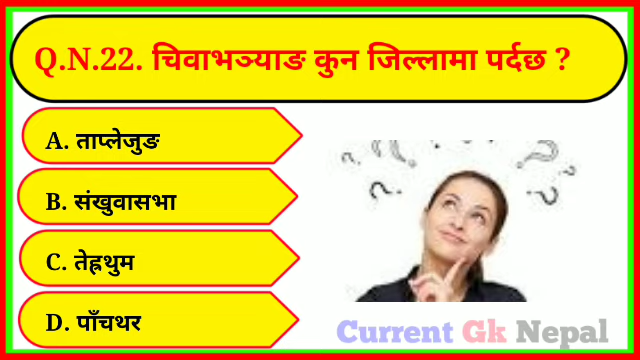 Q.N.22. चिवाभञ्याङ कुन जिल्लामा पर्दछ ?
A. ताप्लेजुङ
B. संखुवासभा
C. तेह्रथुम
D. पाँचथर
Current Gk Nepal